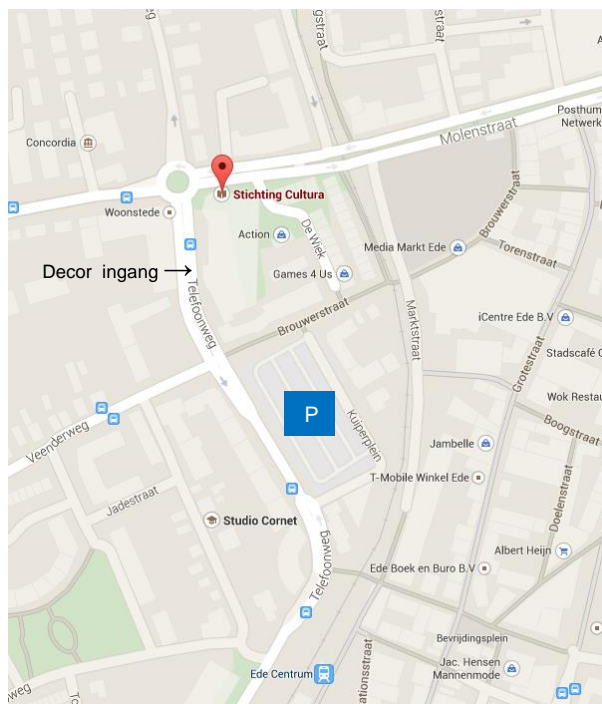 A
Posthum
Netwerk
Molenstraat
Concordia
Stichting Cultura
Woonstede
De Wiek
Brouwerstraat
Action
Media Markt Ede
Torenstraat
Decor ingang →
Games 4 Us
Telefoonweg
Brouwerstraat
Marktstraat
iCentre Ede B.V
Grotestraat
Stadscafé C
P
Wok Restau
Kuiperplein
Boogstraat
Veenderweg
Jambelle
T-Mobile Winkel Ede
Jadestraat
Doelenstraat
Studio Cornet
Albert Heijn
Telefoonweg
Ede Boek en Buro B.V
Bevrijdingsplein
Ede Centrum
Jac. Hensen
Mannenmode
ationsstraat
weg